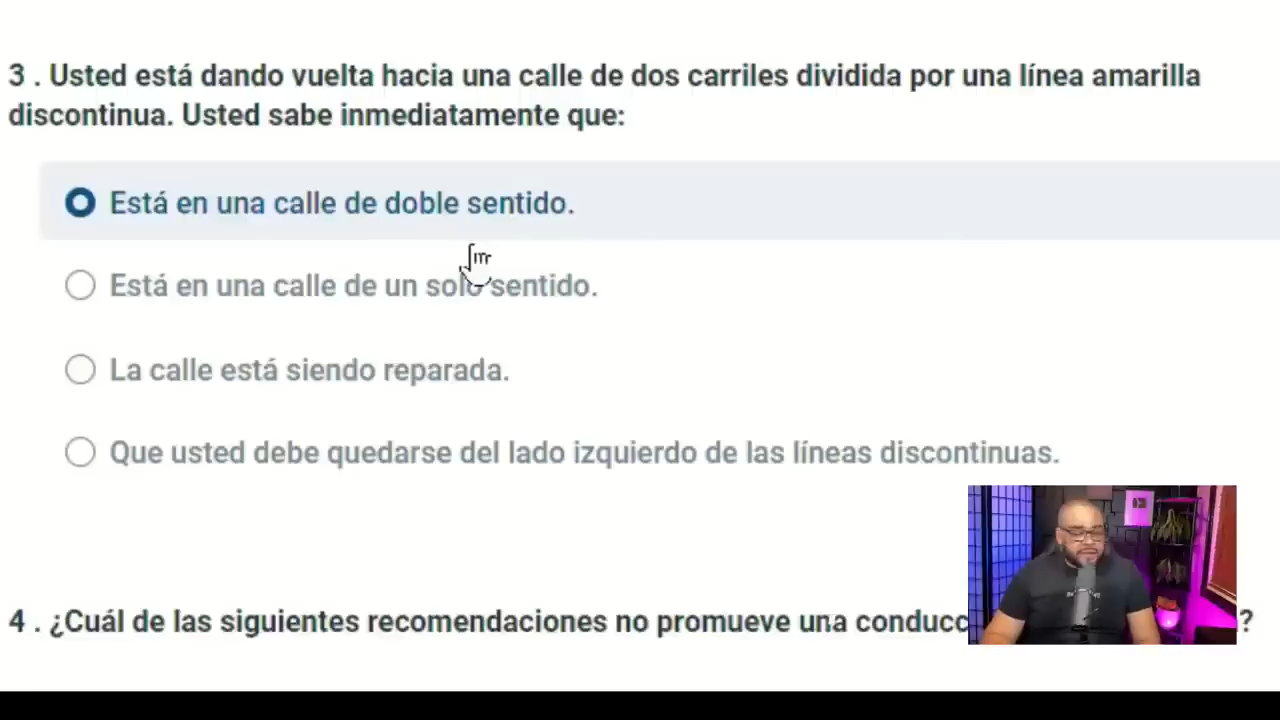 3 . Usted está dando vuelta hacia una calle de dos carriles dividida por una línea amarilla
discontinua. Usted sabe inmediatamente que:
Está en una calle de doble sentido.
Está en una calle de un solo sentido.
La calle está siendo reparada.
Que usted debe quedarse del lado izquierdo de las líneas discontinuas.
4 . ¿Cuál de las siguientes recomendaciones no promueve una ?